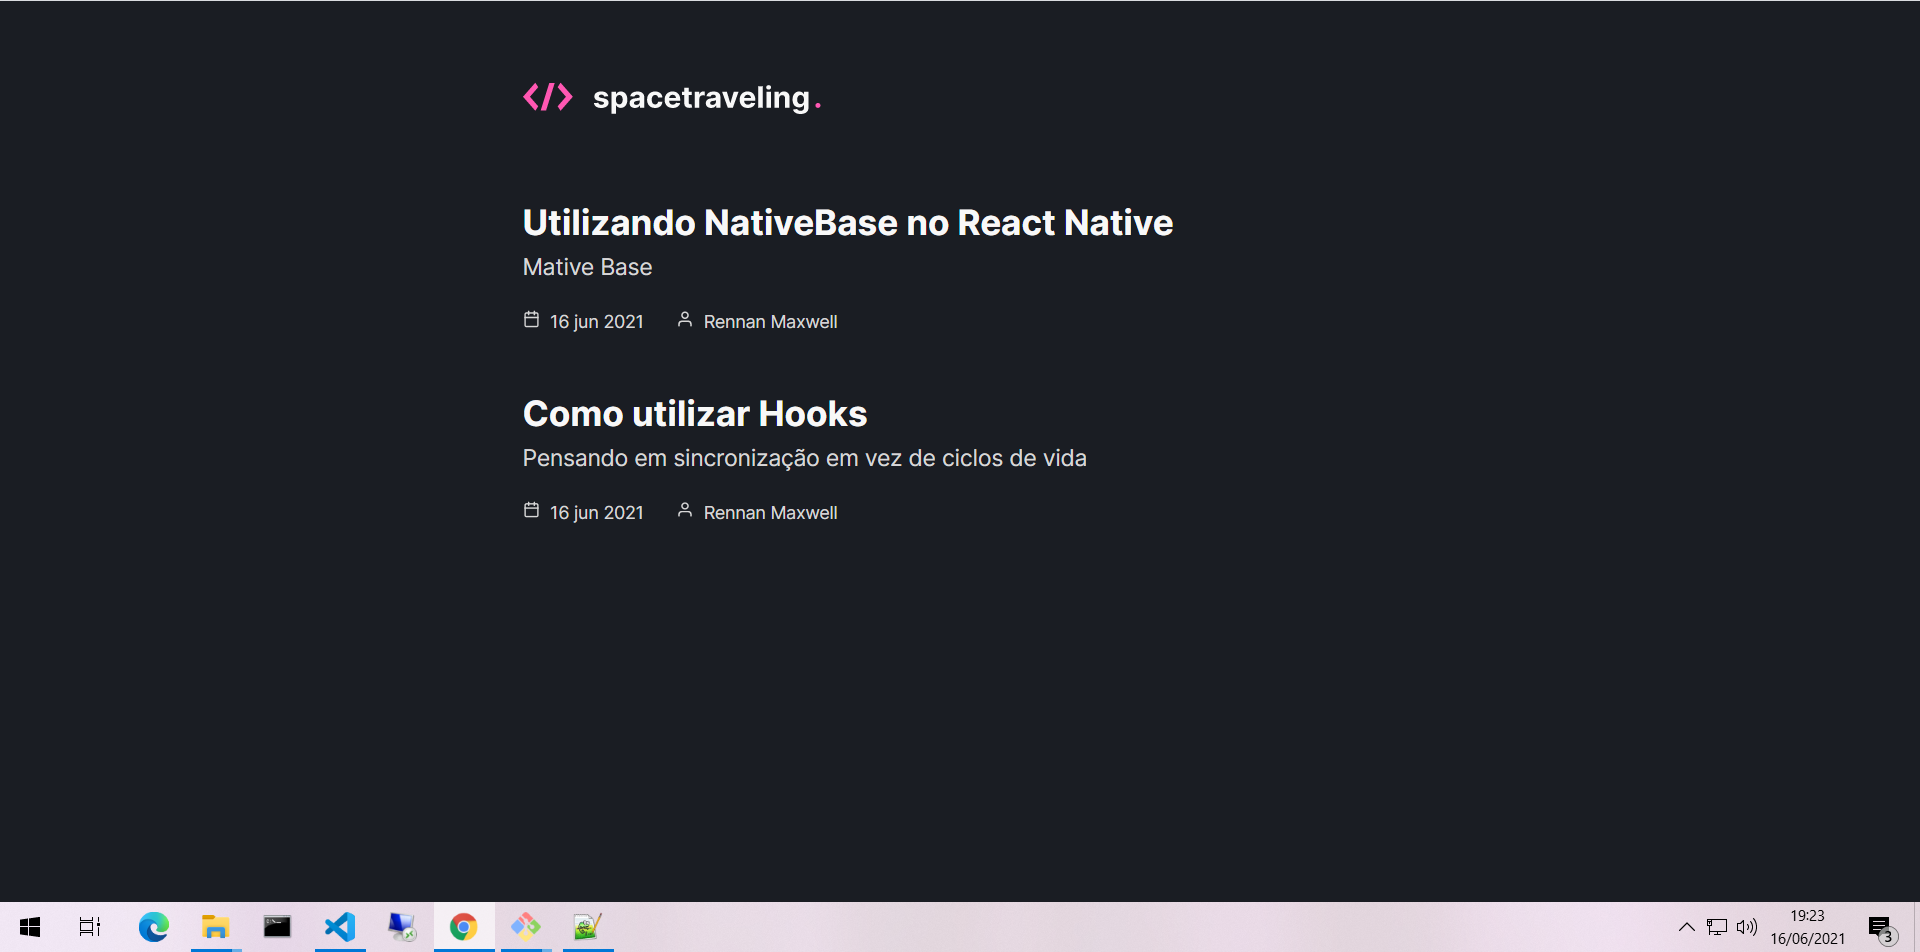 </> spacetraveling.
Utilizando NativeBase no React Native
Mative Base
16 jun 2021 Rennan Maxwell
Como utilizar Hooks
Pensando em sincronização em vez de ciclos de vida
16 jun 2021 Rennan Maxwell
19:23
16/06/2021
3